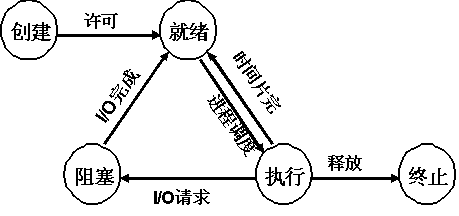 创建
许可
就绪
I/O完成
进程调度
时间片完
阻塞
I/O请求
执行
释放
终止